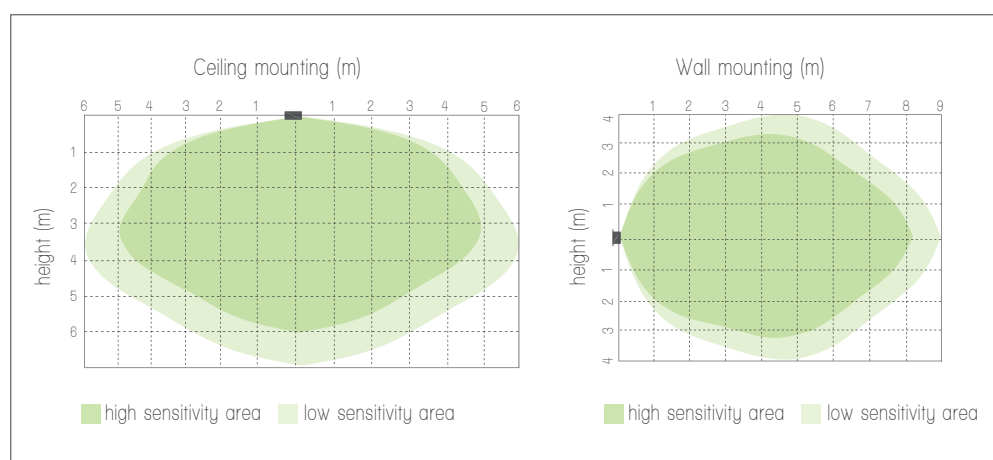 Ceiling mounting (m)
6 5 4 3 2 1 1 2 3 4 5 6
1
2
3
4
5
6
height (m)
high sensitivity area
low sensitivity area
Wall mounting (m)
1 2 3 4 5 6 7 8 9
4
3
2
1
1
2
3
4
height (m)
high sensitivity area
low sensitivity area